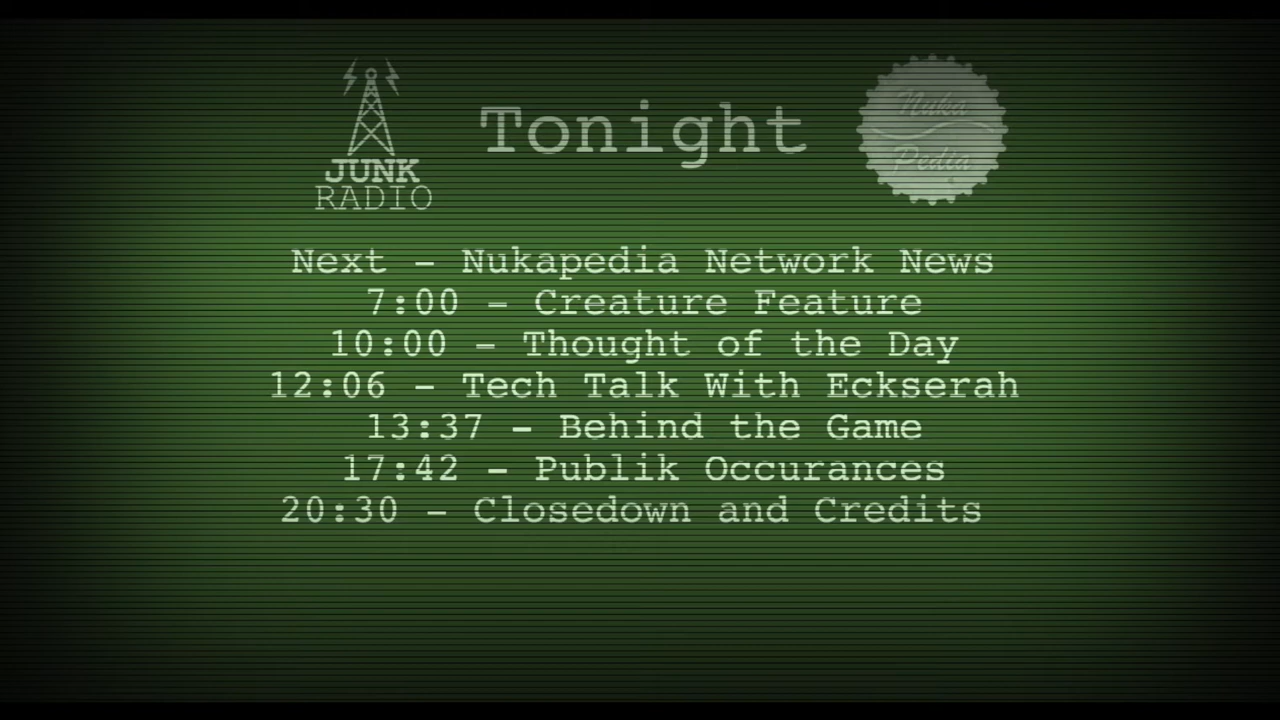 Tonight
JUNK
RADIO
Nuka
Pedia
Next – Nukapedia Network News
7:00 – Creature Feature
10:00 – Thought of the Day
12:06 – Tech Talk With Eckserah
13:37 – Behind the Game
17:42 – Publik Occurances
20:30 – Closedown and Credits